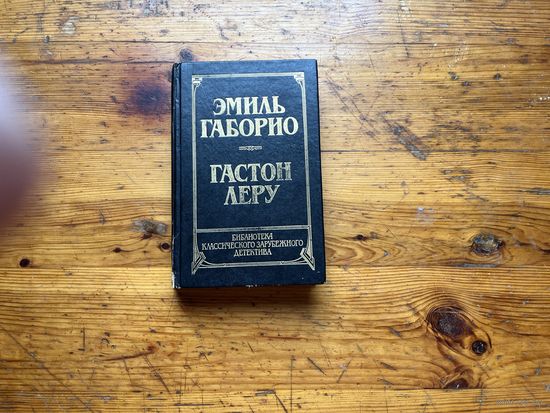 ЭМИЛЬ
ГАБОРИО
ГАСТОН
ЛЕРУ
БИБЛИОТЕКА
КЛАССИЧЕСКОГО ЗАРУБЕЖНОГО
ДЕТЕКТИВА